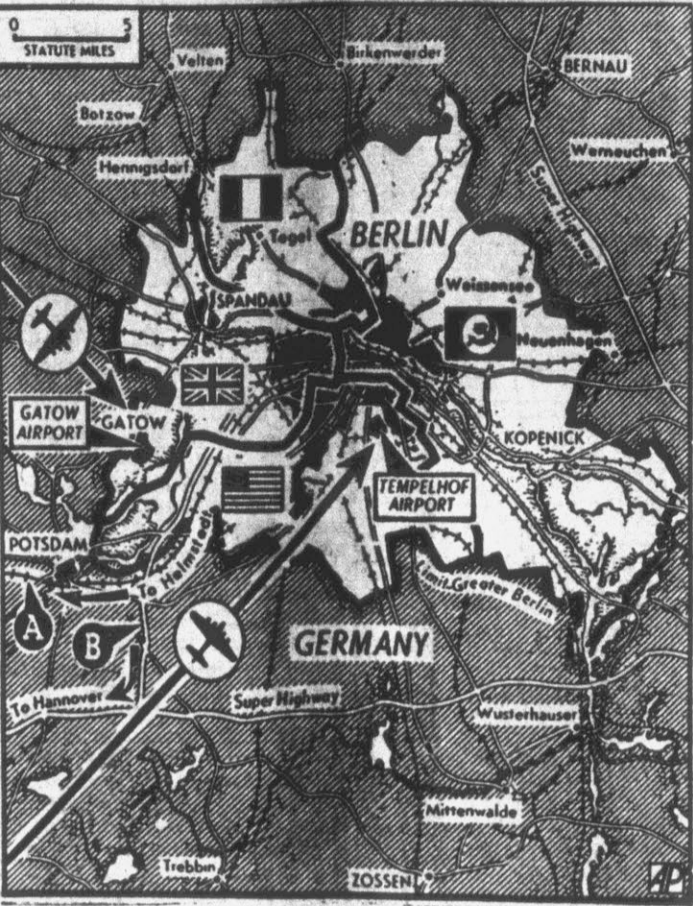 0 5
STATUTE MILES
Velten
Birkenwerder
BERNAU
Botzow
Werneuchen
Hennigsdorf
Super Highway
Tegel
BERLIN
Weissensee
SPANDAU
Neuenhagen
GATOW
AIRPORT
GATOW
KOPENICK
TEMPELHOF
AIRPORT
POTSDAM
To Helmstedt
Limit Greater Berlin
A
B
GERMANY
To Hannover
Super Highway
Wusterhausen
Mittenwalde
Trebbin
ZOSSEN
AP